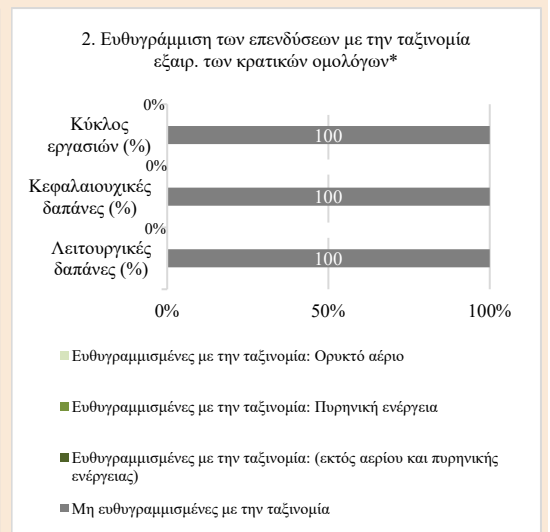 2. Ευθυγράμμιση των επενδύσεων με την ταξινομία
εξαιρ. των κρατικών ομολόγων*
0%
Κύκλος
εργασιών (%)
100
0%
Κεφαλαιουχικές
δαπάνες (%)
100
0%
Λειτουργικές
δαπάνες (%)
100
0% 50% 100%
Ευθυγραμμισμένες με την ταξινομία: Ορυκτό αέριο
Ευθυγραμμισμένες με την ταξινομία: Πυρηνική ενέργεια
Ευθυγραμμισμένες με την ταξινομία: (εκτός αερίου και πυρηνικής
ενέργειας)
Μη ευθυγραμμισμένες με την ταξινομία